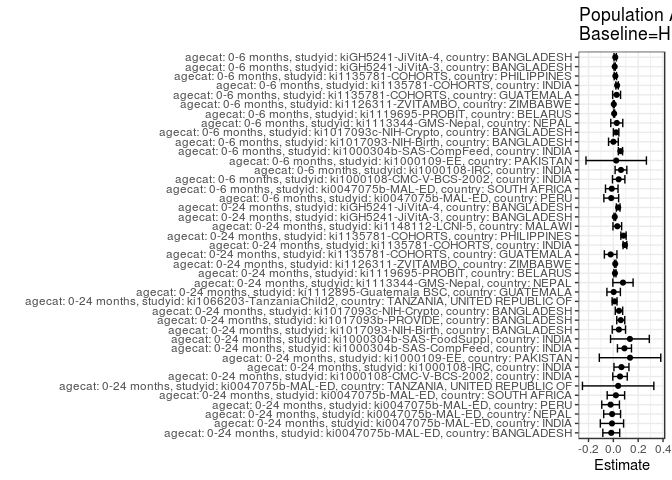 Population A
Baseline=H
agecat: 0-6 months, studyid: kiGH5241-JiVitA-4, country: BANGLADESH
agecat: 0-6 months, studyid: kiGH5241-JiVitA-3, country: BANGLADESH
agecat: 0-6 months, studyid: ki1135781-COHORTS, country: PHILIPPINES
agecat: 0-6 months, studyid: ki1135781-COHORTS, country: INDIA
agecat: 0-6 months, studyid: ki1135781-COHORTS, country: GUATEMALA
agecat: 0-6 months, studyid: ki1126311-ZVITAMBO, country: ZIMBABWE
agecat: 0-6 months, studyid: ki1119695-PROBIT, country: BELARUS
agecat: 0-6 months, studyid: ki1113344-GMS-Nepal, country: NEPAL
agecat: 0-6 months, studyid: ki1017093c-NIH-Crypto, country: BANGLADESH
agecat: 0-6 months, studyid: ki1017093-NIH-Birth, country: BANGLADESH
agecat: 0-6 months, studyid: ki1000304b-SAS-CompFeed, country: INDIA
agecat: 0-6 months, studyid: ki1000109-EE, country: PAKISTAN
agecat: 0-6 months, studyid: ki1000108-IRC, country: INDIA
agecat: 0-6 months, studyid: ki1000108-CMC-V-BCS-2002, country: INDIA
agecat: 0-6 months, studyid: ki0047075b-MAL-ED, country: SOUTH AFRICA
agecat: 0-6 months, studyid: ki0047075b-MAL-ED, country: PERU
agecat: 0-24 months, studyid: kiGH5241-JiVitA-4, country: BANGLADESH
agecat: 0-24 months, studyid: kiGH5241-JiVitA-3, country: BANGLADESH
agecat: 0-24 months, studyid: ki1148112-LCNI-5, country: MALAWI
agecat: 0-24 months, studyid: ki1135781-COHORTS, country: PHILIPPINES
agecat: 0-24 months, studyid: ki1135781-COHORTS, country: INDIA
agecat: 0-24 months, studyid: ki1135781-COHORTS, country: GUATEMALA
agecat: 0-24 months, studyid: ki1126311-ZVITAMBO, country: ZIMBABWE
agecat: 0-24 months, studyid: ki1119695-PROBIT, country: BELARUS
agecat: 0-24 months, studyid: ki1113344-GMS-Nepal, country: NEPAL
agecat: 0-24 months, studyid: ki1112895-Guatemala BSC, country: GUATEMALA
agecat: 0-24 months, studyid: ki1066203-TanzaniaChild2, country: TANZANIA, UNITED REPUBLIC OF
agecat: 0-24 months, studyid: ki1017093c-NIH-Crypto, country: BANGLADESH
agecat: 0-24 months, studyid: ki1017093b-PROVIDE, country: BANGLADESH
agecat: 0-24 months, studyid: ki1017093-NIH-Birth, country: BANGLADESH
agecat: 0-24 months, studyid: ki1000304b-SAS-FoodSuppl, country: INDIA
agecat: 0-24 months, studyid: ki1000304b-SAS-CompFeed, country: INDIA
agecat: 0-24 months, studyid: ki1000109-EE, country: PAKISTAN
agecat: 0-24 months, studyid: ki1000108-IRC, country: INDIA
agecat: 0-24 months, studyid: ki1000108-CMC-V-BCS-2002, country: INDIA
agecat: 0-24 months, studyid: ki0047075b-MAL-ED, country: TANZANIA, UNITED REPUBLIC OF
agecat: 0-24 months, studyid: ki0047075b-MAL-ED, country: SOUTH AFRICA
agecat: 0-24 months, studyid: ki0047075b-MAL-ED, country: PERU
agecat: 0-24 months, studyid: ki0047075b-MAL-ED, country: NEPAL
agecat: 0-24 months, studyid: ki0047075b-MAL-ED, country: INDIA
agecat: 0-24 months, studyid: ki0047075b-MAL-ED, country: BANGLADESH
-0.2 0.0 0.2 0.4
Estimate